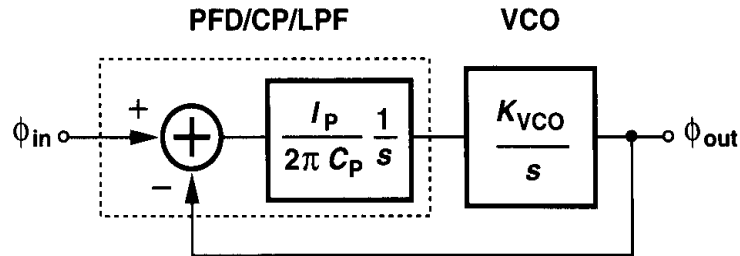 PFD/CP/LPF VCO
ϕin + + IP / 2π CP 1 / s KVCO / s ϕout
−